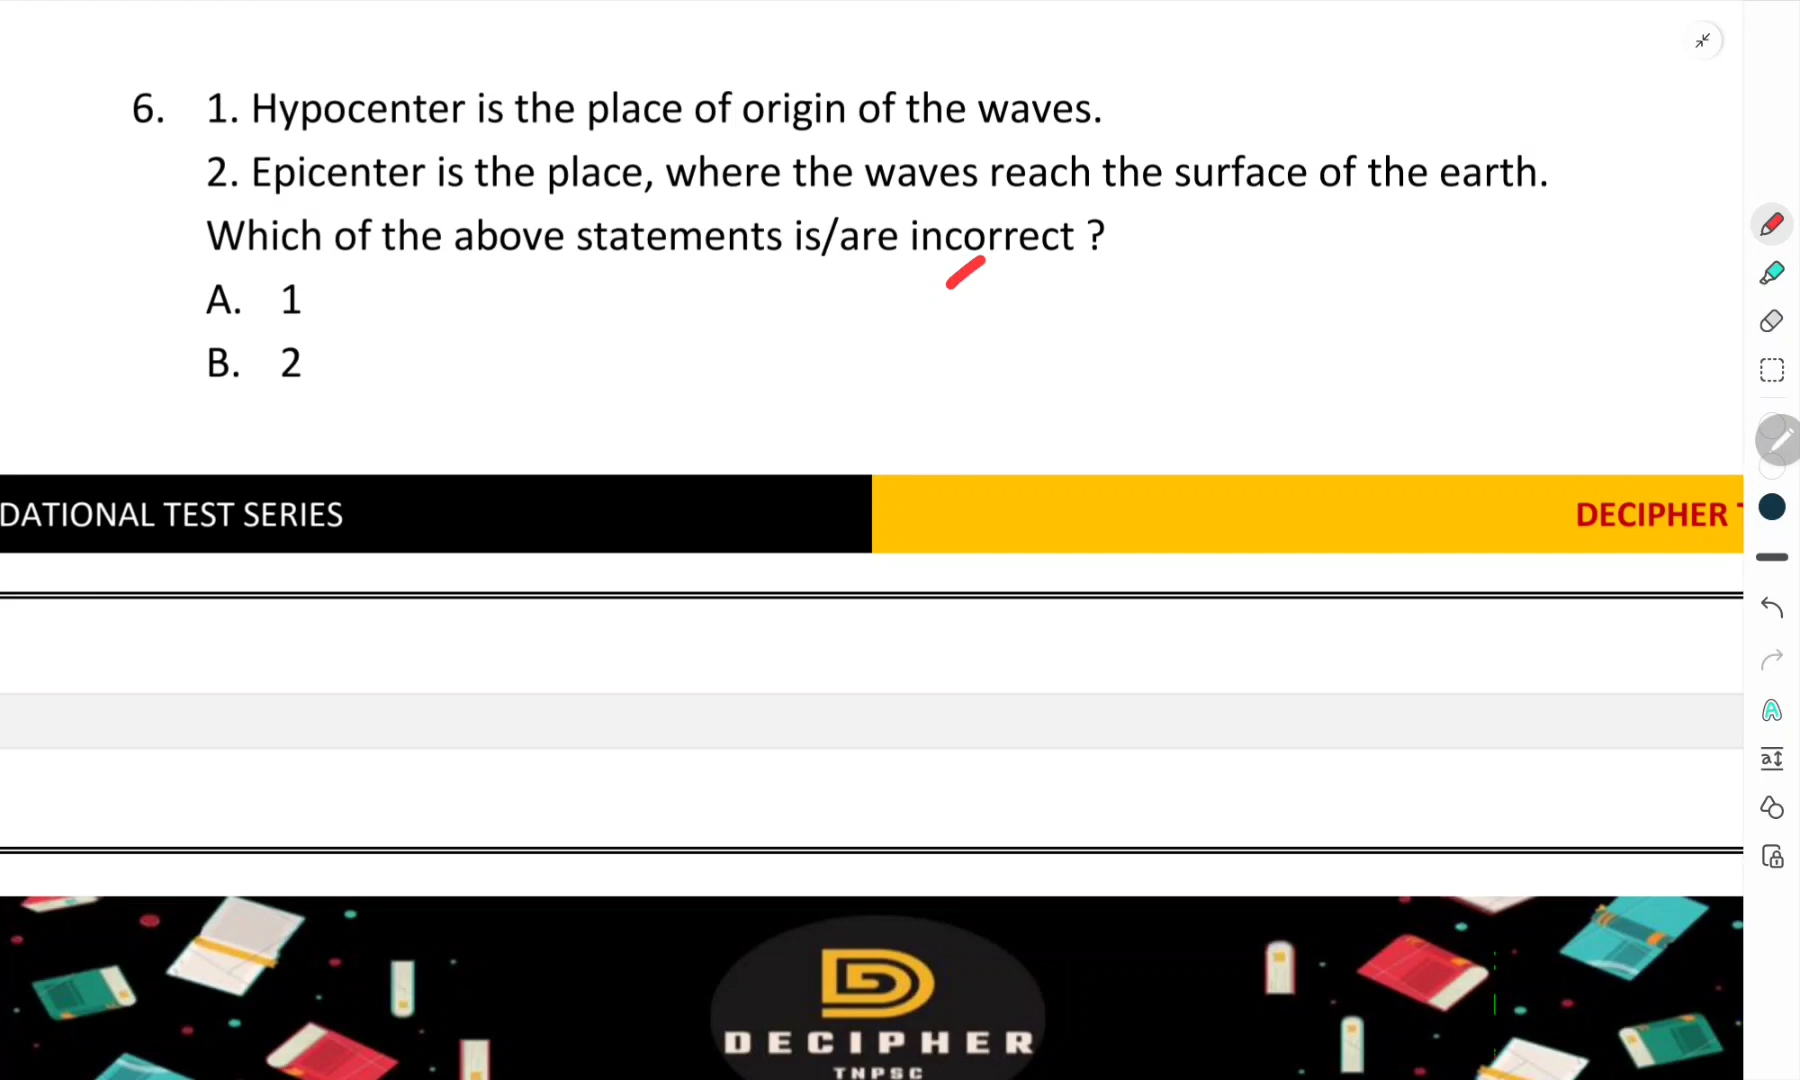 6. 1. Hypocenter is the place of origin of the waves.
2. Epicenter is the place, where the waves reach the surface of the earth.
Which of the above statements is/are incorrect ?
A. 1
B. 2
DATIONAL TEST SERIES
DECIPHER
DECIPHER
TNPSC